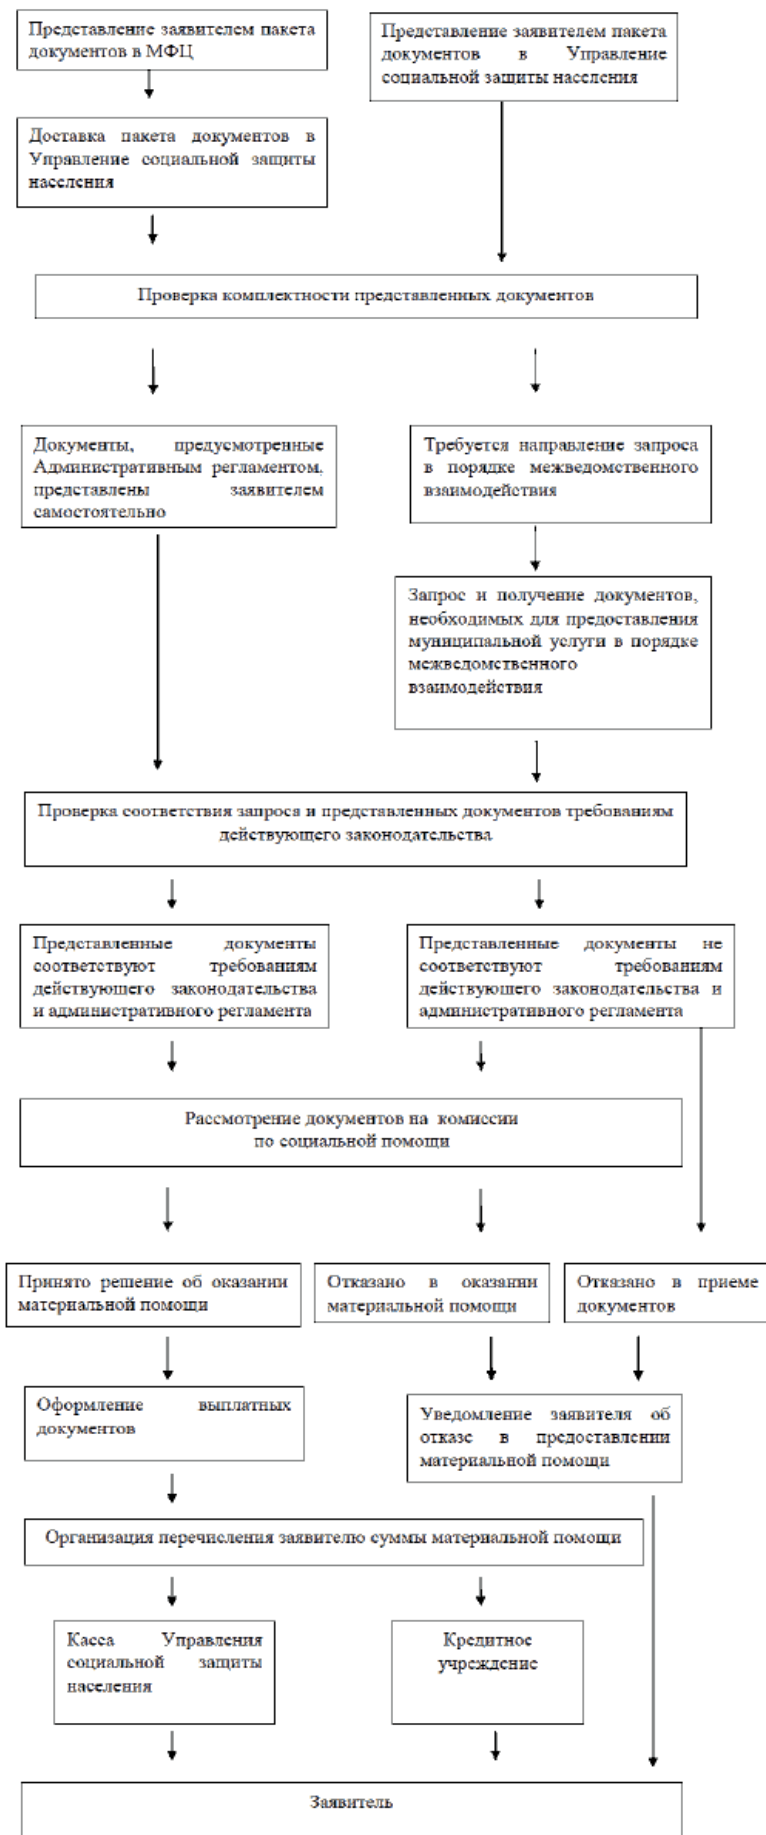 Представление заявителем пакета
документов в МФЦ
Представление заявителем пакета
документов в Управление
социальной защиты населения
Доставка пакета документов в
Управление социальной защиты
населения
Проверка комплектности представленных документов
Документы, предусмотренные
Административным регламентом,
представлены заявителем
самостоятельно
Требуется направление запроса
в порядке межведомственного
взаимодействия
Запрос и получение документов,
необходимых для предоставления
муниципальной услуги в порядке
межведомственного
взаимодействия
Проверка соответствия запроса и представленных документов требованиям
действующего законодательства
Представленные документы
соответствуют требованиям
действующего законодательства
и административного регламента
Представленные документы не
соответствуют требованиям
действующего законодательства и
административного регламента
Рассмотрение документов на комиссии
по социальной помощи
Принято решение об оказании
материальной помощи
Отказано в оказании
материальной помощи
Отказано в приеме
документов
Оформление выплатных
документов
Уведомление заявителя об
отказе в предоставлении
материальной помощи
Организация перечисления заявителю суммы материальной помощи
Касса Управления
социальной защиты
населения
Кредитное
учреждение
Заявитель